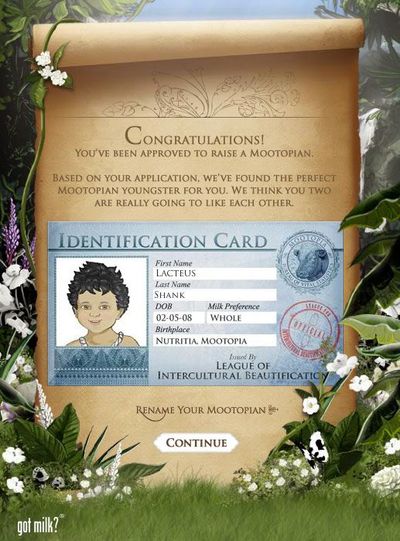 CONGRATULATIONS!
YOU'VE BEEN APPROVED TO RAISE A MOOTOPIAN.
BASED ON YOUR APPLICATION, WE'VE FOUND THE PERFECT
MOOTOPIAN YOUNGSTER FOR YOU. WE THINK YOU TWO
ARE REALLY GOING TO LIKE EACH OTHER.
IDENTIFICATION CARD
First Name
LACTEUS
Last Name
SHANK
DOB Milk Preference
02-05-08 WHOLE
Birthplace
NUTRITIA, MOOTOPIA
Issued By
LEAGUE OF
INTERCULTURAL BEAUTIFICATION
MOOTOPIA
OFFICIAL
RENAME YOUR MOOTOPIAN
CONTINUE
got milk?